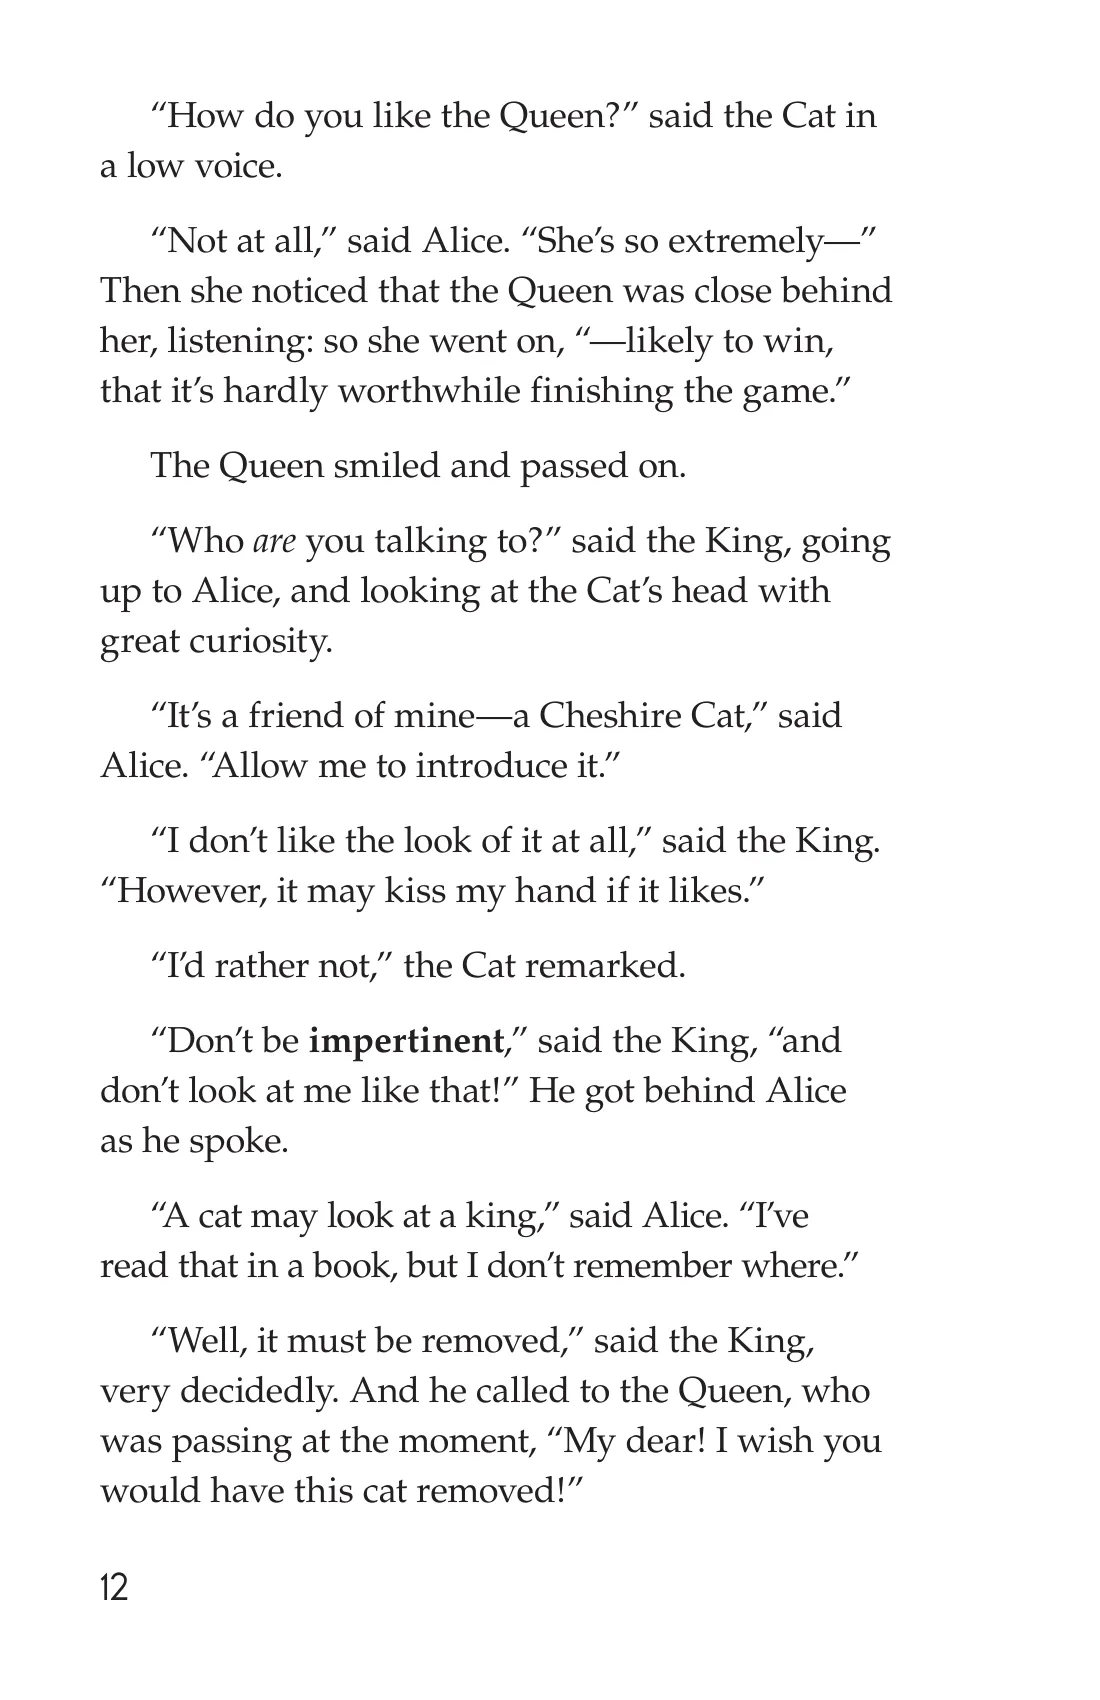 “How do you like the Queen?” said the Cat in
a low voice.
“Not at all,” said Alice. “She’s so extremely—”
Then she noticed that the Queen was close behind
her, listening: so she went on, “—likely to win,
that it’s hardly worthwhile finishing the game.”
The Queen smiled and passed on.
“Who are you talking to?” said the King, going
up to Alice, and looking at the Cat’s head with
great curiosity.
“It’s a friend of mine—a Cheshire Cat,” said
Alice. “Allow me to introduce it.”
“I don’t like the look of it at all,” said the King.
“However, it may kiss my hand if it likes.”
“I’d rather not,” the Cat remarked.
“Don’t be impertinent,” said the King, “and
don’t look at me like that!” He got behind Alice
as he spoke.
“A cat may look at a king,” said Alice. “I’ve
read that in a book, but I don’t remember where.”
“Well, it must be removed,” said the King,
very decidedly. And he called to the Queen, who
was passing at the moment, “My dear! I wish you
would have this cat removed!”
12